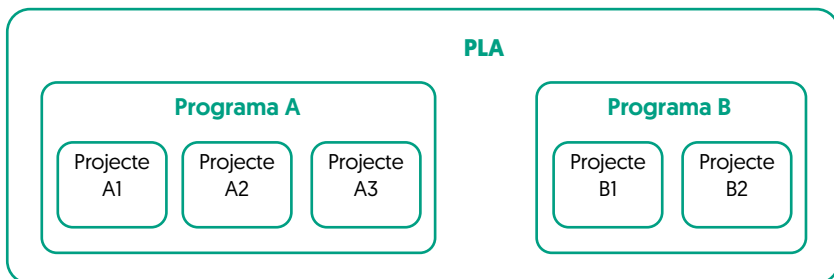 PLA
Programa A
Projecte
A1
Projecte
A2
Projecte
A3
Programa B
Projecte
B1
Projecte
B2